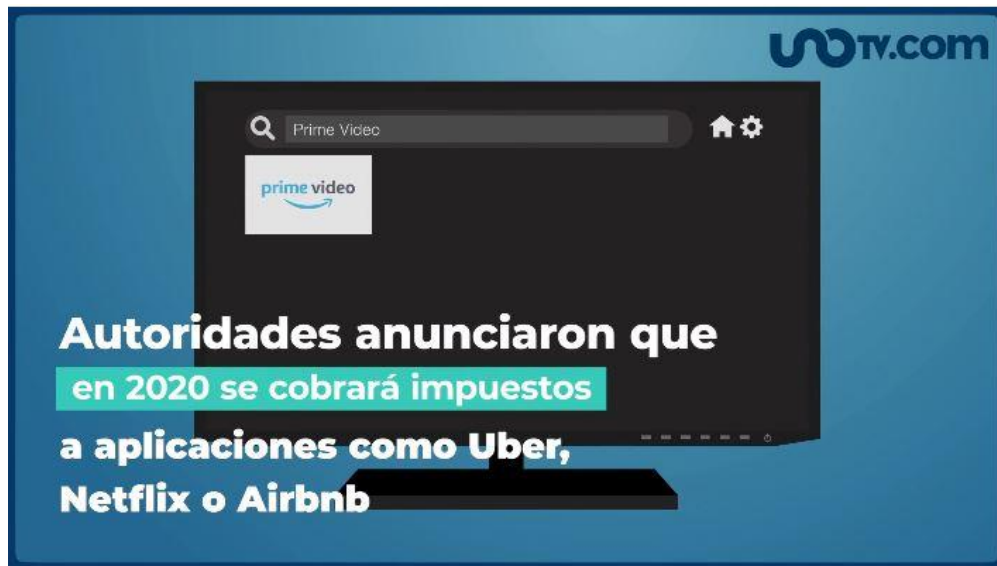 UNOTV.com
Prime Video
prime video
Autoridades anunciaron que
en 2020 se cobrará impuestos
a aplicaciones como Uber,
Netflix o Airbnb